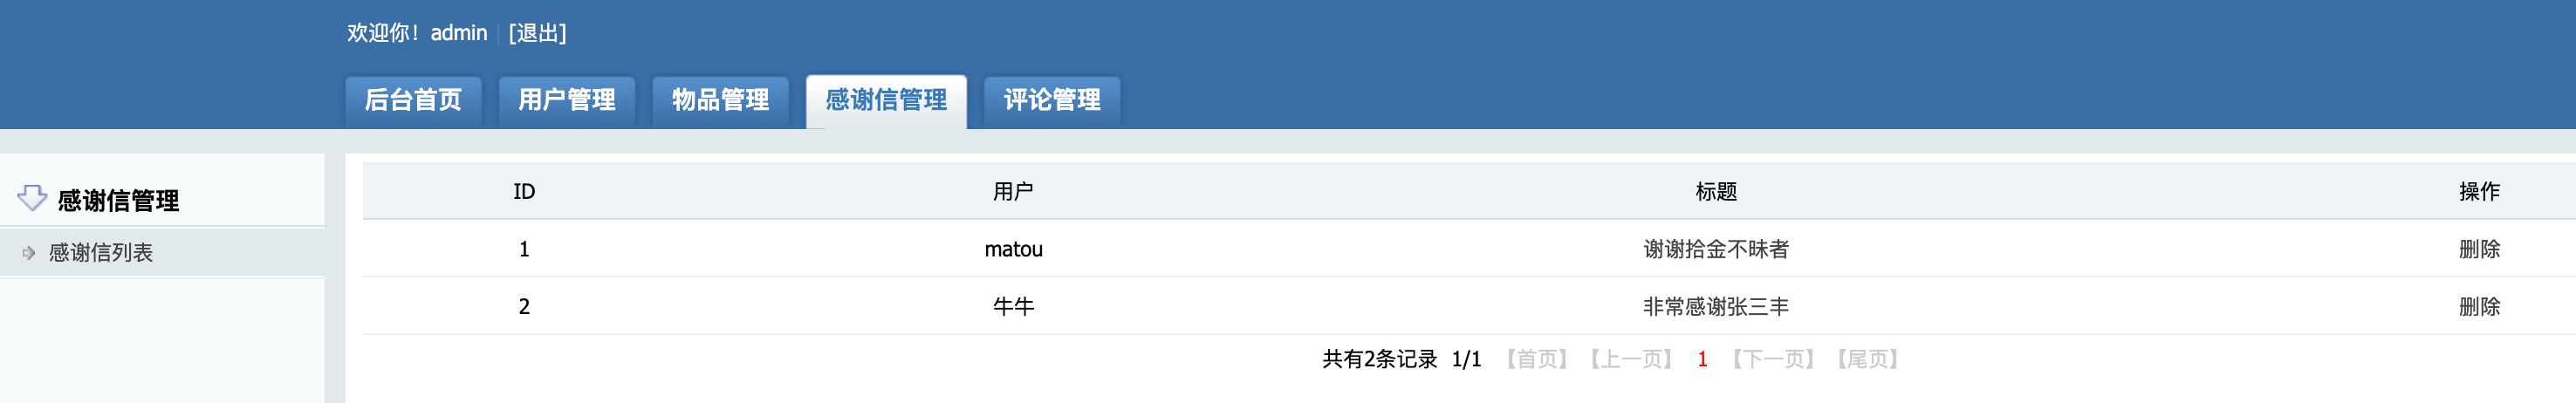 欢迎你！admin [退出]
后台首页 用户管理 物品管理 感谢信管理 评论管理
感谢信管理
感谢信列表
ID 用户 标题 操作
1 matou 谢谢拾金不昧者 删除
2 牛牛 非常感谢张三丰 删除
共有2条记录 1/1 【首页】【上一页】 1 【下一页】【尾页】